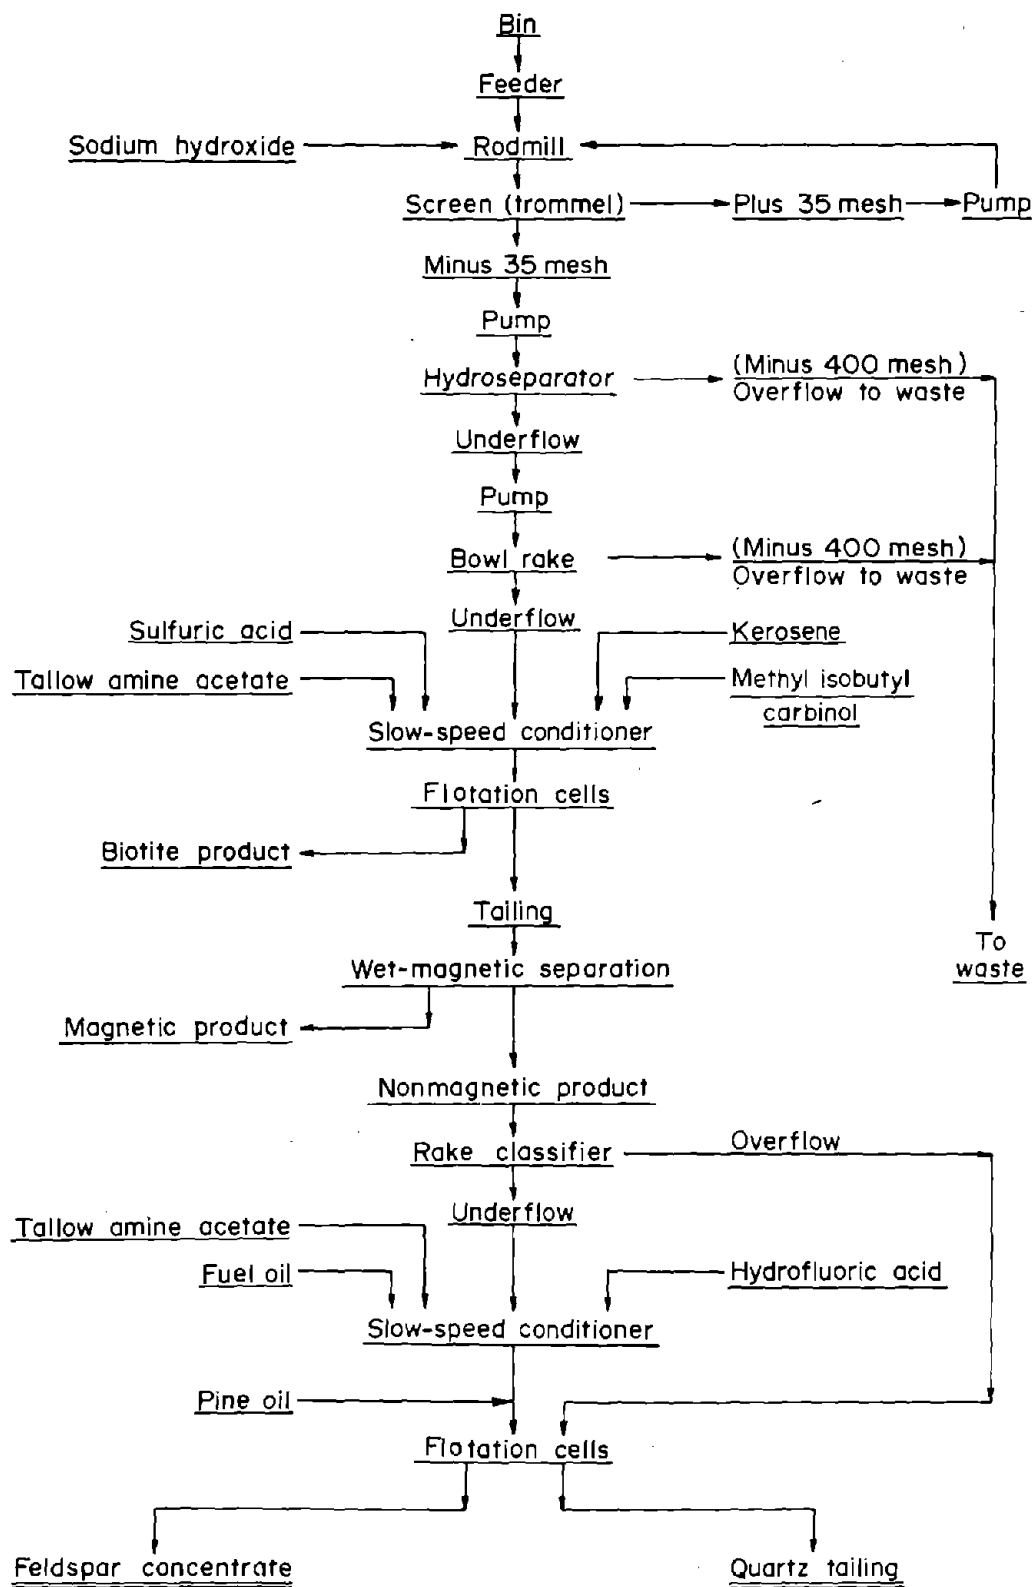 Bin
Feeder
Sodium hydroxide
Rodmill
Screen (trommel)
Plus 35 mesh
Pump
Minus 35 mesh
Pump
Hydroseparator
(Minus 400 mesh)
Overflow to waste
Underflow
Pump
Bowl rake
(Minus 400 mesh)
Overflow to waste
Underflow
Sulfuric acid
Kerosene
Tallow amine acetate
Methyl isobutyl
carbinol
Slow-speed conditioner
Flotation cells
Biotite product
Tailing
To
waste
Wet-magnetic separation
Magnetic product
Nonmagnetic product
Rake classifier
Overflow
Underflow
Tallow amine acetate
Fuel oil
Hydrofluoric acid
Slow-speed conditioner
Pine oil
Flotation cells
Feldspar concentrate
Quartz tailing